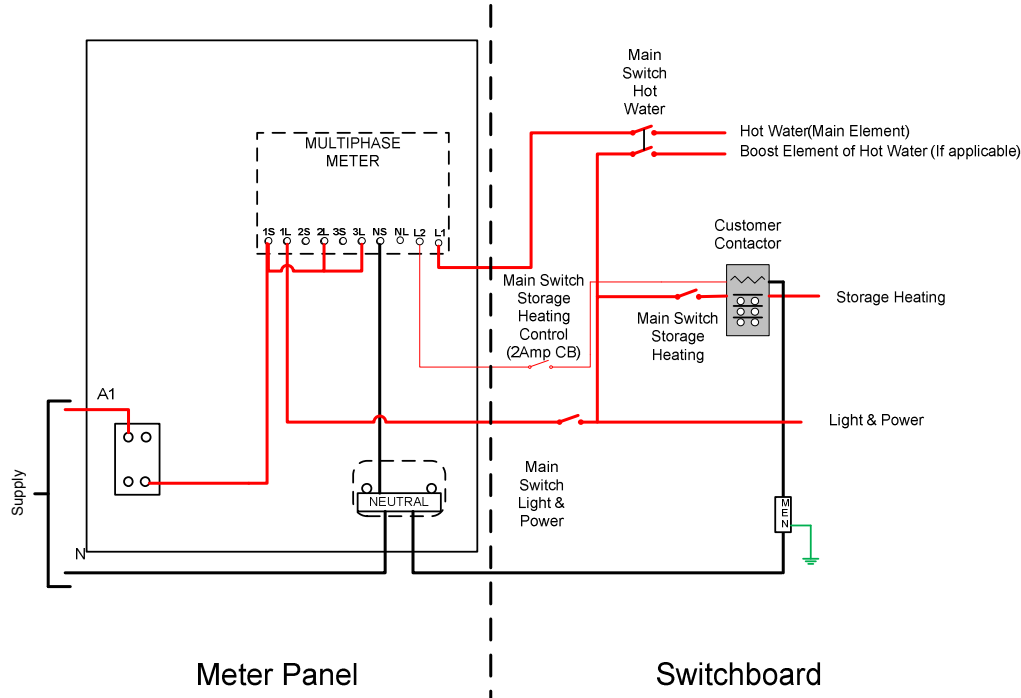 Main
Switch
Hot
Water
Hot Water(Main Element)
Boost Element of Hot Water (If applicable)
MULTIPHASE
METER
1S 1L 2S 2L 3S 3L NS NL L2 L1
Customer
Contactor
Main Switch
Storage
Heating
Control
(2Amp CB)
Storage Heating
Main Switch
Storage
Heating
A1
Light & Power
Main
Switch
Light &
Power
Supply
NEUTRAL
MEN
N
Meter Panel
Switchboard